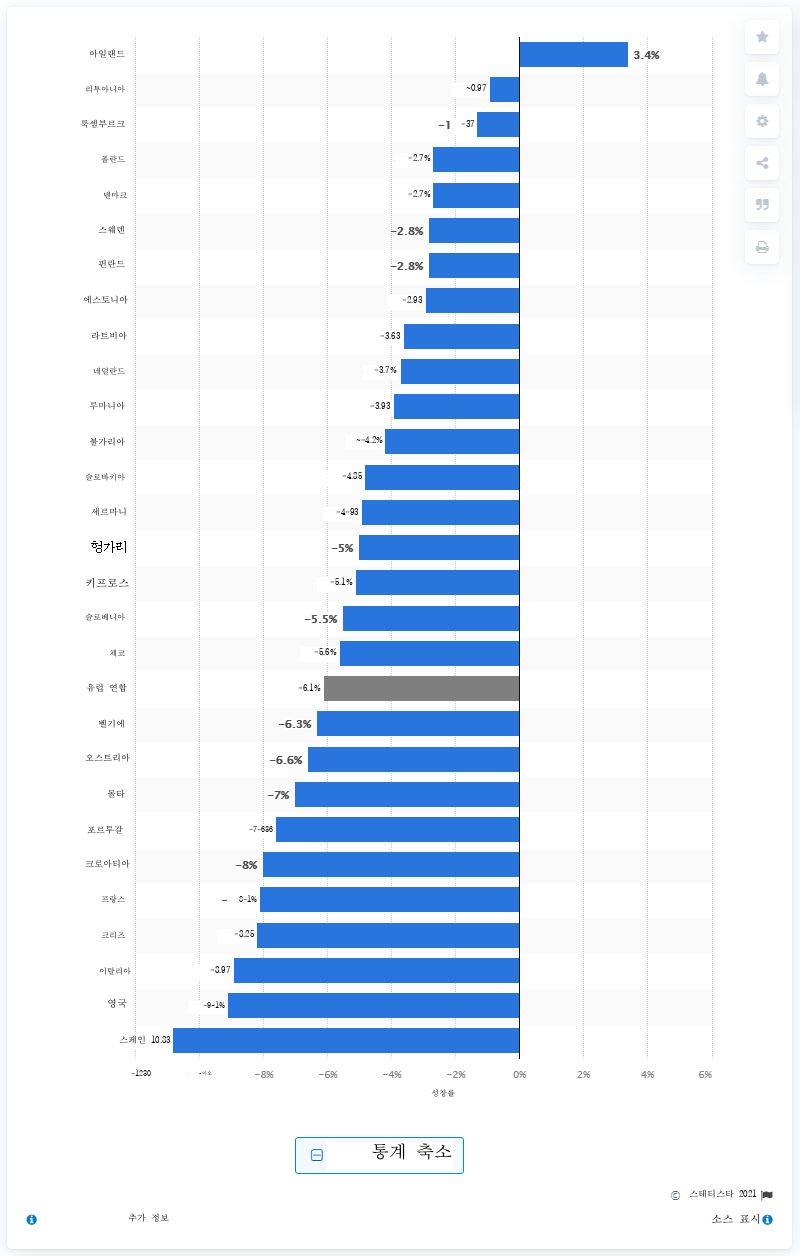 아일랜드 3.4%
리투아니아 ~0.97
룩셈부르크 -1 -37
폴란드 -2.7%
덴마크 -2.7%
스웨덴 -2.8%
핀란드 -2.8%
에스토니아 -2.93
라트비아 -3.63
네덜란드 -3.7%
루마니아 -3.93
불가리아 ~-4.2%
슬로바키아 -4.85
세르마니 -4-93
헝가리 -5%
키프로스 -5.1%
슬로베니아 -5.5%
체코 -5.6%
유럽 연합 -6.1%
벨기에 -6.3%
오스트리아 -6.6%
몰타 -7%
포르투갈 -7-636
크로아티아 -8%
프랑스 - 8-1%
그리즈 -8.25
이탈리아 -8.97
영국 -9-1%
스페인 10.83
-1230 -8% -6% -4% -2% 0% 2% 4% 6%
성장률
통계 축소
© 스태티스타 2021
추가 정보 소스 표시